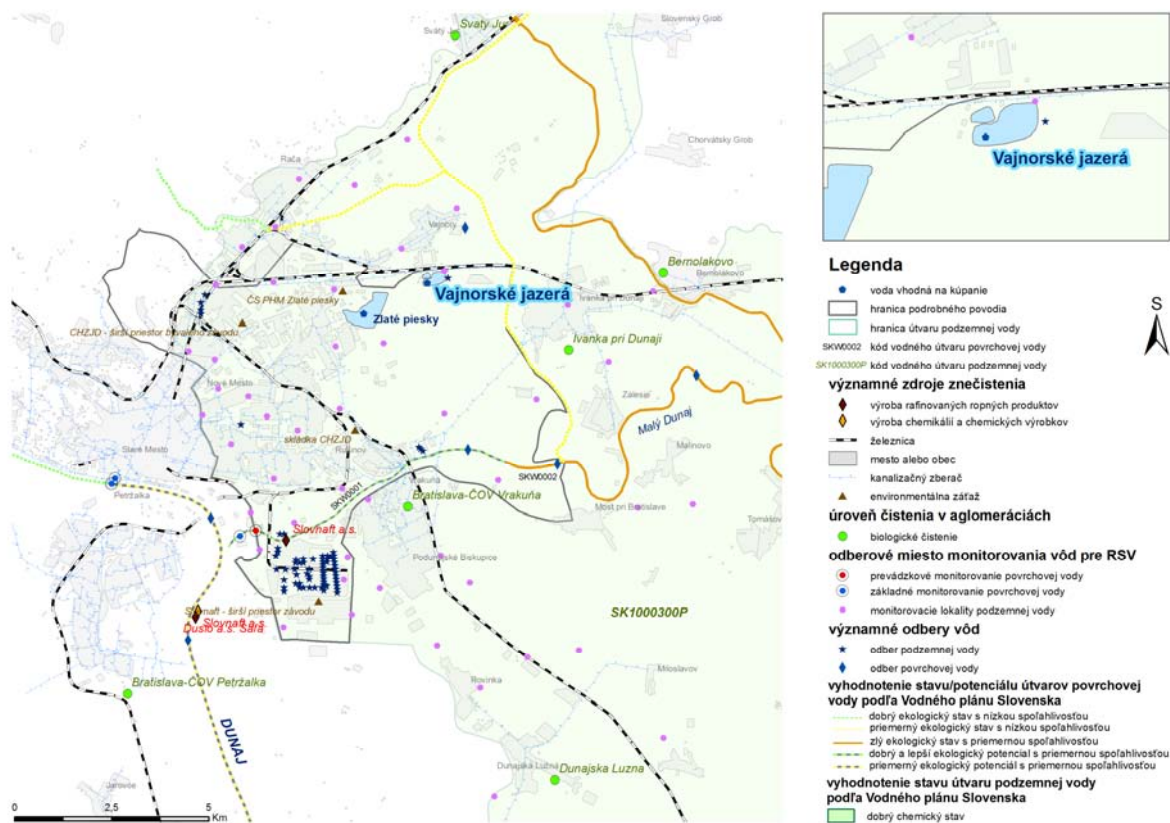 Svätý Jur
Svätý Jur
Slovenský Grob
Chorvátsky Grob
Rača
Vajnory
Bernolakovo
Bernolákovo
Ivanka pri Dunaji
ČS PHM Zlaté piesky
Vajnorské jazerá
Zlaté piesky
CHZJD - širší priestor bývalého závodu
Ivanka pri Dunaji
Nové Mesto
Zálesie
Malý Dunaj
skládka CHZJD
Ružinov
Malinovo
Staré Mesto
Vrakuňa
SKW0002
SKW0001
Petržalka
Bratislava-ČOV Vrakuňa
Most pri Bratislave
Tomášov
Slovnaft a.s.
Podunajské Biskupice
Slovnaft - širší priestor závodu
SK1000300P
Slovnaft a.s.
Duslo a.s. Šaľa
Miloslavov
Bratislava-ČOV Petržalka
Rovinka
DUNAJ
Dunajská Lužná
Dunajska Luzna
Jarovce
0 2,5 5
Km
Vajnorské jazerá
Legenda
S
voda vhodná na kúpanie
hranica podrobného povodia
hranica útvaru podzemnej vody
SKW0002 kód vodného útvaru povrchovej vody
SK1000300P kód vodného útvaru podzemnej vody
významné zdroje znečistenia
výroba rafinovaných ropných produktov
výroba chemikálií a chemických výrobkov
železnica
mesto alebo obec
kanalizačný zberač
environmentálna záťaž
úroveň čistenia v aglomeráciách
biologické čistenie
odberové miesto monitorovania vôd pre RSV
prevádzkové monitorovanie povrchovej vody
základné monitorovanie povrchovej vody
monitorovacie lokality podzemnej vody
významné odbery vôd
odber podzemnej vody
odber povrchovej vody
vyhodnotenie stavu/potenciálu útvarov povrchovej
vody podľa Vodného plánu Slovenska
dobrý ekologický stav s nízkou spoľahlivosťou
priemerný ekologický stav s nízkou spoľahlivosťou
zlý ekologický stav s priemernou spoľahlivosťou
dobrý a lepší ekologický potenciál s priemernou spoľahlivosťou
priemerný ekologický potenciál s priemernou spoľahlivosťou
vyhodnotenie stavu útvaru podzemnej vody
podľa Vodného plánu Slovenska
dobrý chemický stav